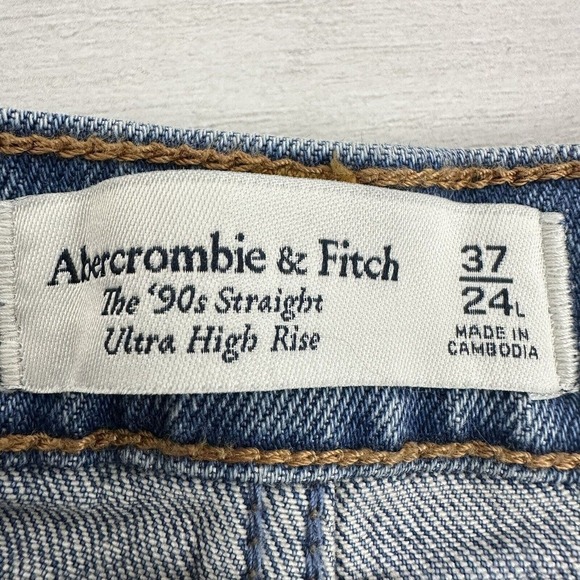 Abercrombie & Fitch
The '90s Straight
Ultra High Rise
37
24L
MADE IN
CAMBODIA